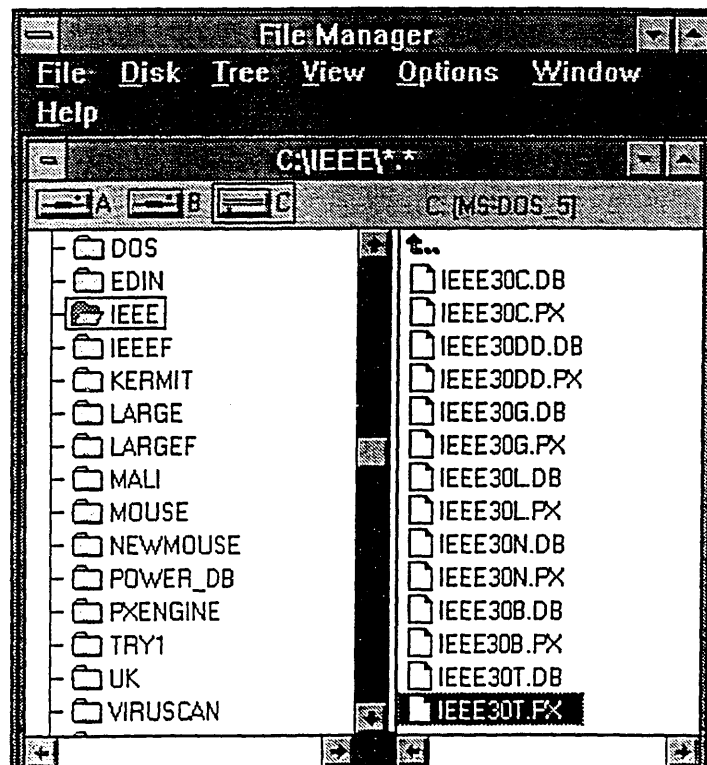 File Manager
File Disk Tree View Options Window
Help
C:\IEEE\*.*
A B C C: [MS-DOS_5]
DOS
EDIN
IEEE
IEEEF
KERMIT
LARGE
LARGEF
MALI
MOUSE
NEWMOUSE
POWER_DB
PXENGINE
TRY1
UK
VIRUSCAN
..
IEEE30C.DB
IEEE30C.PX
IEEE30DD.DB
IEEE30DD.PX
IEEE30G.DB
IEEE30G.PX
IEEE30L.DB
IEEE30L.PX
IEEE30N.DB
IEEE30N.PX
IEEE30B.DB
IEEE30B.PX
IEEE30T.DB
IEEE30T.PX